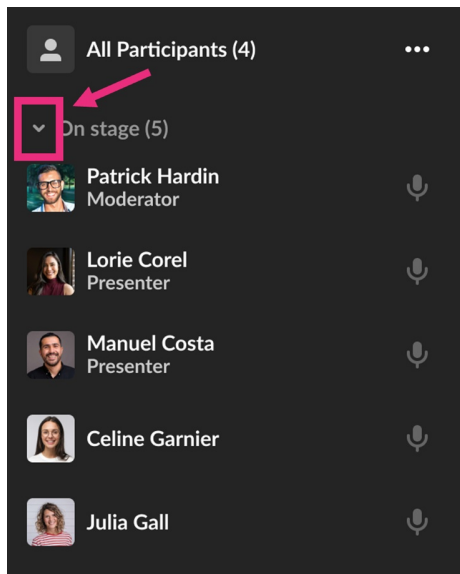 All Participants (4)
On stage (5)
Patrick Hardin
Moderator
Lorie Corel
Presenter
Manuel Costa
Presenter
Celine Garnier
Julia Gall